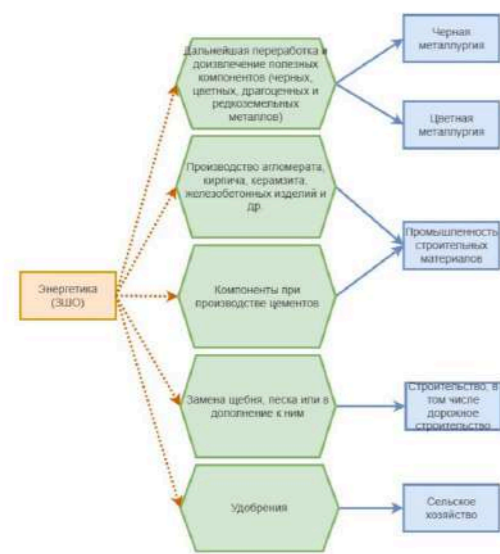 Энергетика
(ЗШО)
Дальнейшая переработка и
доизвлечение полезных
компонентов (черных,
цветных, драгоценных и
редкоземельных
металлов)
Производство агломерата,
кирпича, керамзита,
железобетонных изделий и
др.
Компоненты при
производстве цементов
Замена щебня, песка или в
дополнение к ним
Удобрения
Черная
металлургия
Цветная
металлургия
Промышленность
строительных
материалов
Строительство, в
том числе
дорожное
строительство
Сельское
хозяйство